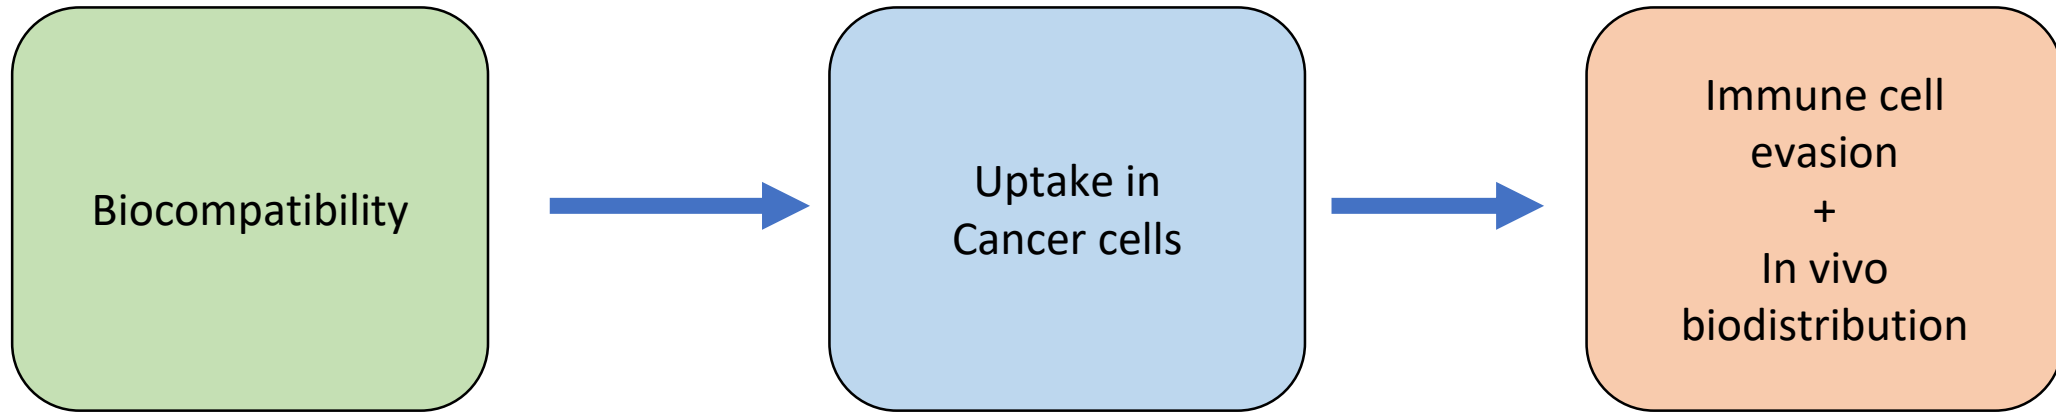 Biocompatibility
Uptake in
Cancer cells
Immune cell
evasion
+
In vivo
biodistribution